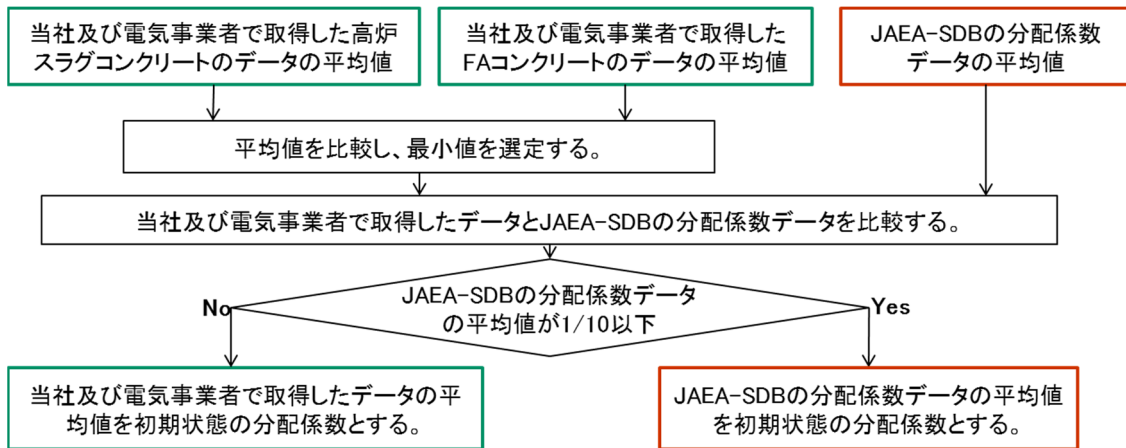 当社及び電気事業者で取得した高炉
スラグコンクリートのデータの平均値
当社及び電気事業者で取得した
FAコンクリートのデータの平均値
JAEA-SDBの分配係数
データの平均値
平均値を比較し、最小値を選定する。
当社及び電気事業者で取得したデータとJAEA-SDBの分配係数データを比較する。
JAEA-SDBの分配係数データ
の平均値が1/10以下
No
Yes
当社及び電気事業者で取得したデータの平
均値を初期状態の分配係数とする。
JAEA-SDBの分配係数データの平均値
を初期状態の分配係数とする。